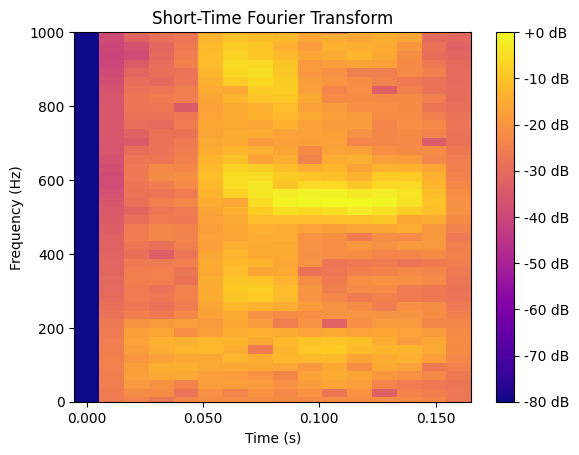 Short-Time Fourier Transform
1000
800
600
400
200
0
Frequency (Hz)
0.000
0.050
0.100
0.150
Time (s)
+0 dB
-10 dB
-20 dB
-30 dB
-40 dB
-50 dB
-60 dB
-70 dB
-80 dB